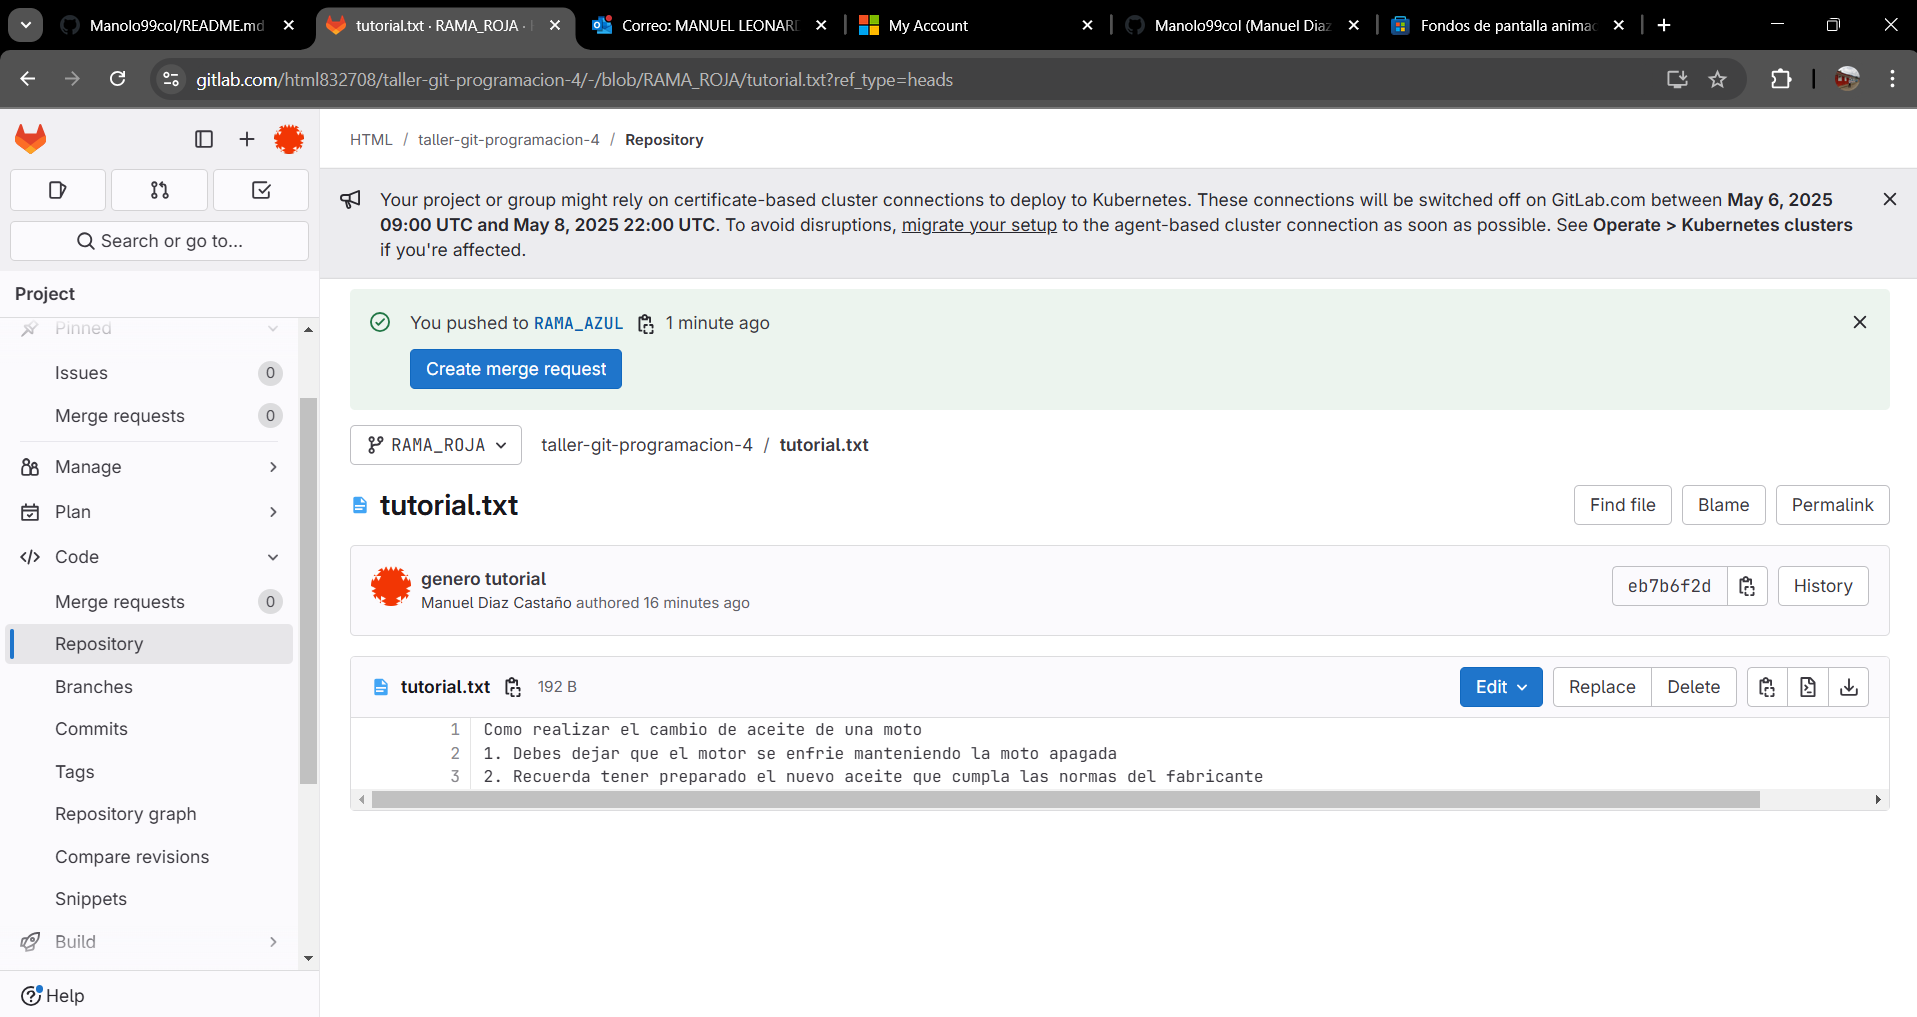 Manolo99col/README.md
tutorial.txt · RAMA_ROJA ·
Correo: MANUEL LEONARD
My Account
Manolo99col (Manuel Diaz
Fondos de pantalla animac
gitlab.com/html832708/taller-git-programacion-4/-/blob/RAMA_ROJA/tutorial.txt?ref_type=heads
HTML / taller-git-programacion-4 / Repository
Search or go to...
Your project or group might rely on certificate-based cluster connections to deploy to Kubernetes. These connections will be switched off on GitLab.com between May 6, 2025
09:00 UTC and May 8, 2025 22:00 UTC. To avoid disruptions, migrate your setup to the agent-based cluster connection as soon as possible. See Operate > Kubernetes clusters
if you're affected.
Project
Pinned
Issues 0
Merge requests 0
Manage
Plan
Code
Merge requests 0
Repository
Branches
Commits
Tags
Repository graph
Compare revisions
Snippets
Build
Help
You pushed to RAMA_AZUL 1 minute ago
Create merge request
RAMA_ROJA
taller-git-programacion-4 / tutorial.txt
tutorial.txt
Find file
Blame
Permalink
genero tutorial
Manuel Diaz Castaño authored 16 minutes ago
eb7b6f2d
History
tutorial.txt 192 B
Edit
Replace
Delete
1 Como realizar el cambio de aceite de una moto
2 1. Debes dejar que el motor se enfrie manteniendo la moto apagada
3 2. Recuerda tener preparado el nuevo aceite que cumpla las normas del fabricante